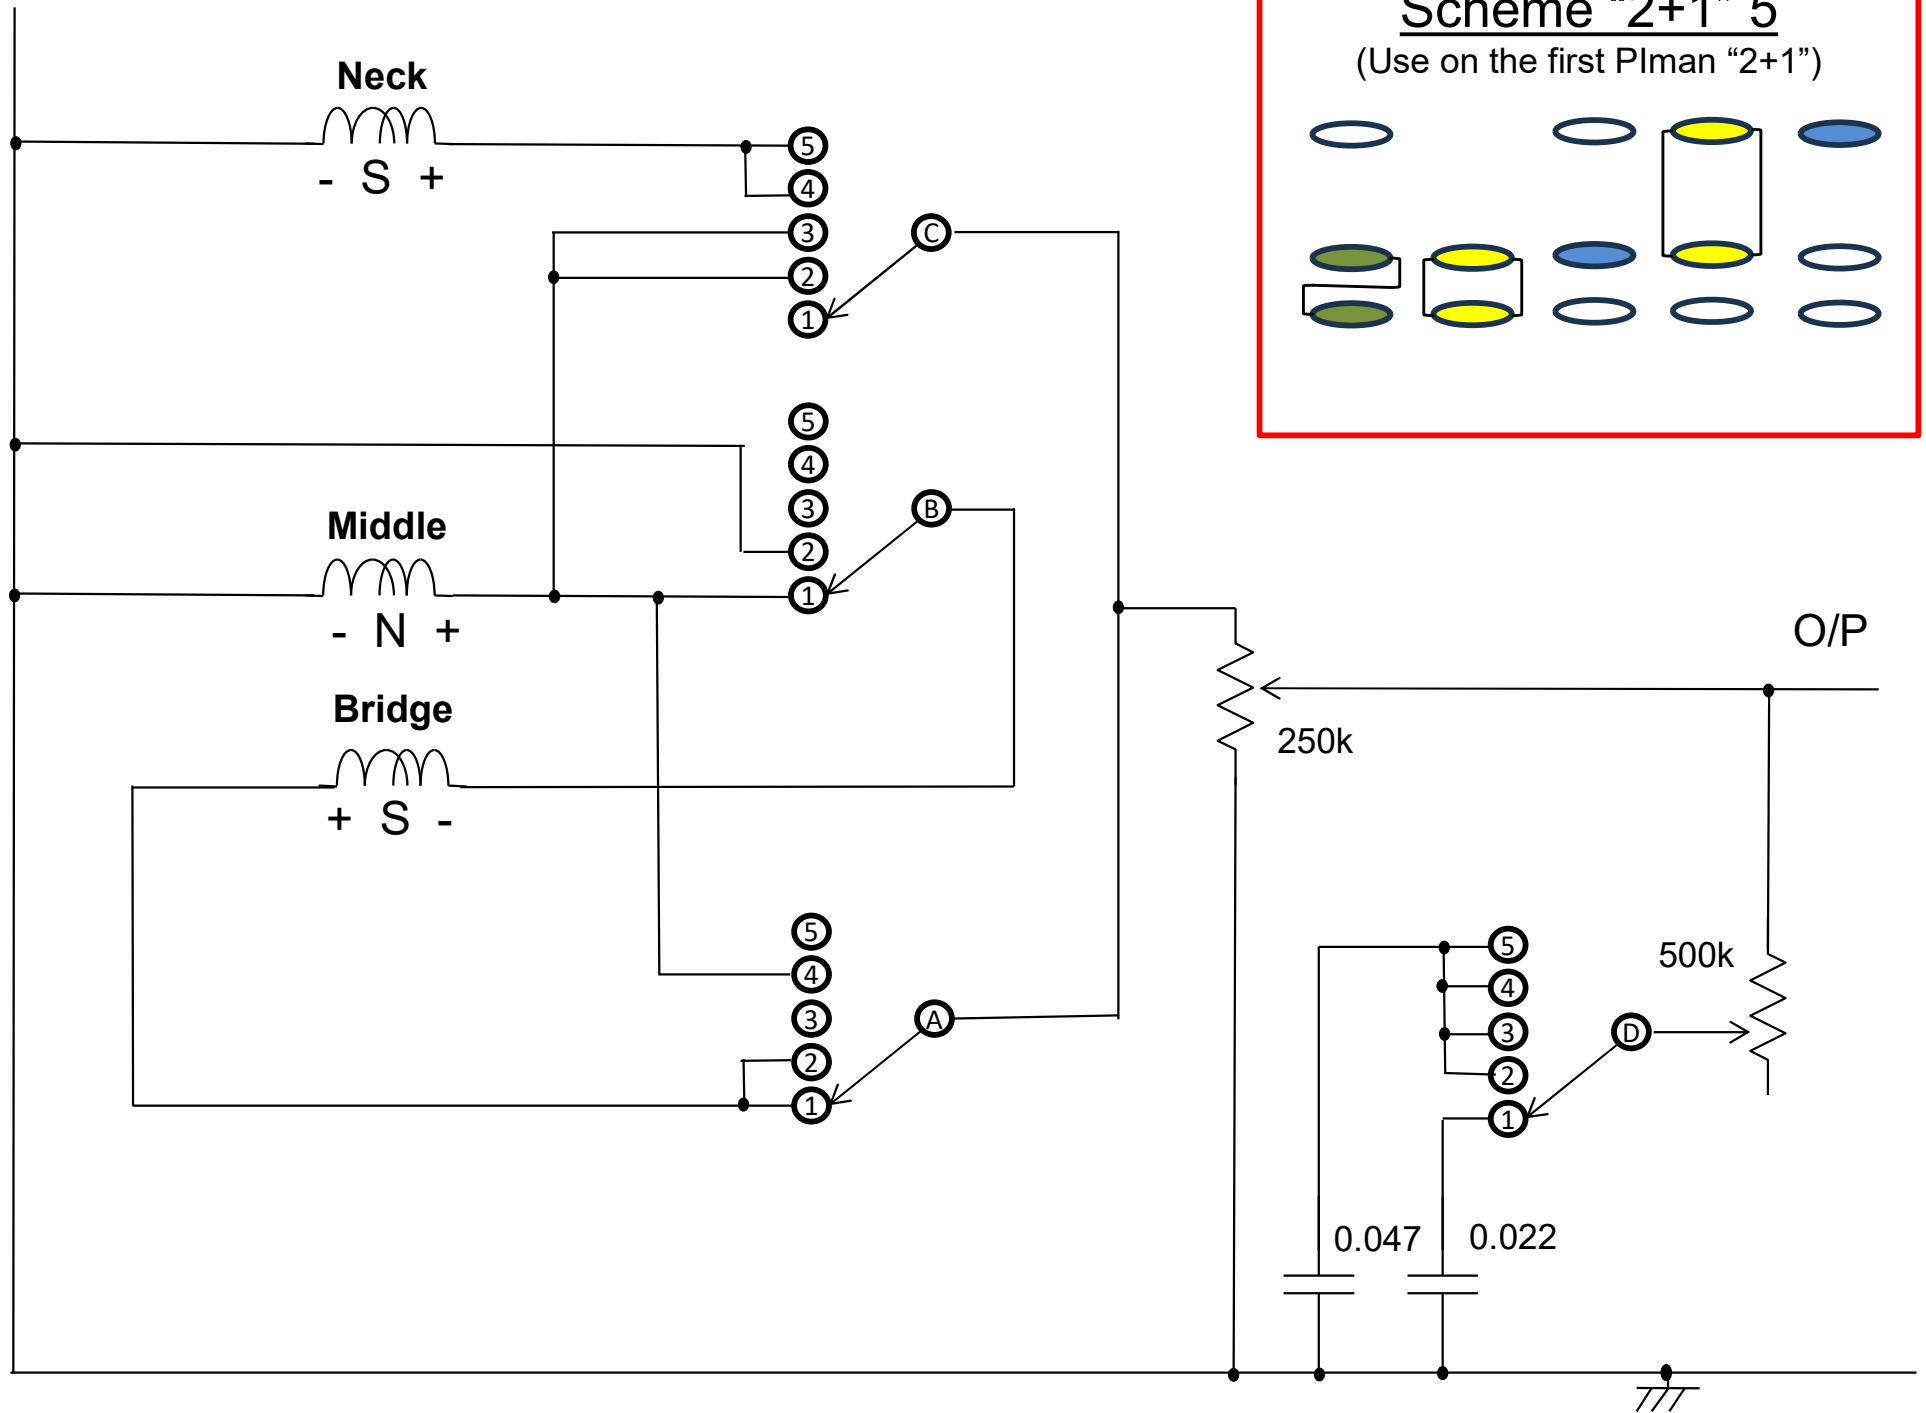 Scheme “2+1” 5
(Use on the first PIman “2+1”)
Neck
- S +
5
4
3
2
1
C
5
4
3
2
1
B
Middle
- N +
Bridge
+ S -
5
4
3
2
1
A
250k
O/P
500k
5
4
3
2
1
D
0.047
0.022